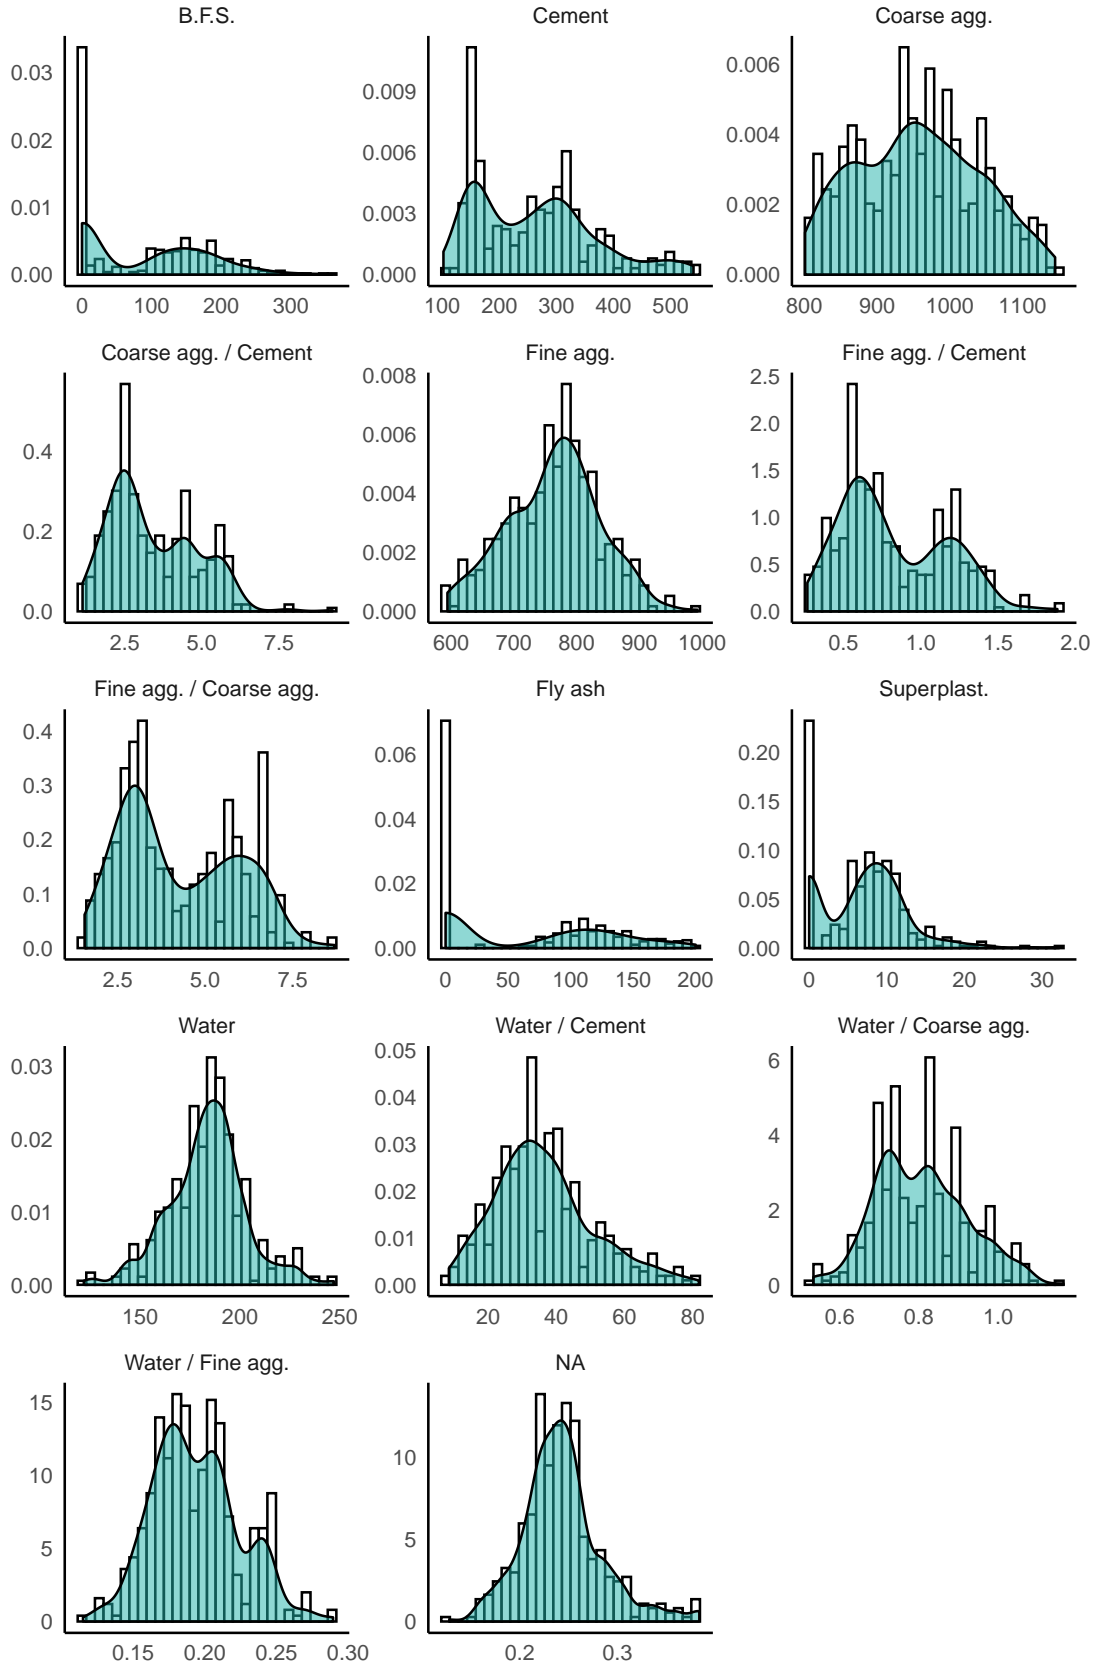 B.F.S.
0.03
0.02
0.01
0.00
0 100 200 300
Cement
0.009
0.006
0.003
0.000
100 200 300 400 500
Coarse agg.
0.006
0.004
0.002
0.000
800 900 1000 1100
Coarse agg. / Cement
0.4
0.2
0.0
2.5 5.0 7.5
Fine agg.
0.008
0.006
0.004
0.002
0.000
600 700 800 900 1000
Fine agg. / Cement
2.5
2.0
1.5
1.0
0.5
0.0
0.5 1.0 1.5 2.0
Fine agg. / Coarse agg.
0.4
0.3
0.2
0.1
0.0
2.5 5.0 7.5
Fly ash
0.06
0.04
0.02
0.00
0 50 100 150 200
Superplast.
0.20
0.15
0.10
0.05
0.00
0 10 20 30
Water
0.03
0.02
0.01
0.00
150 200 250
Water / Cement
0.05
0.04
0.03
0.02
0.01
0.00
20 40 60 80
Water / Coarse agg.
6
4
2
0
0.6 0.8 1.0
Water / Fine agg.
15
10
5
0
0.15 0.20 0.25 0.30
NA
10
5
0
0.2 0.3